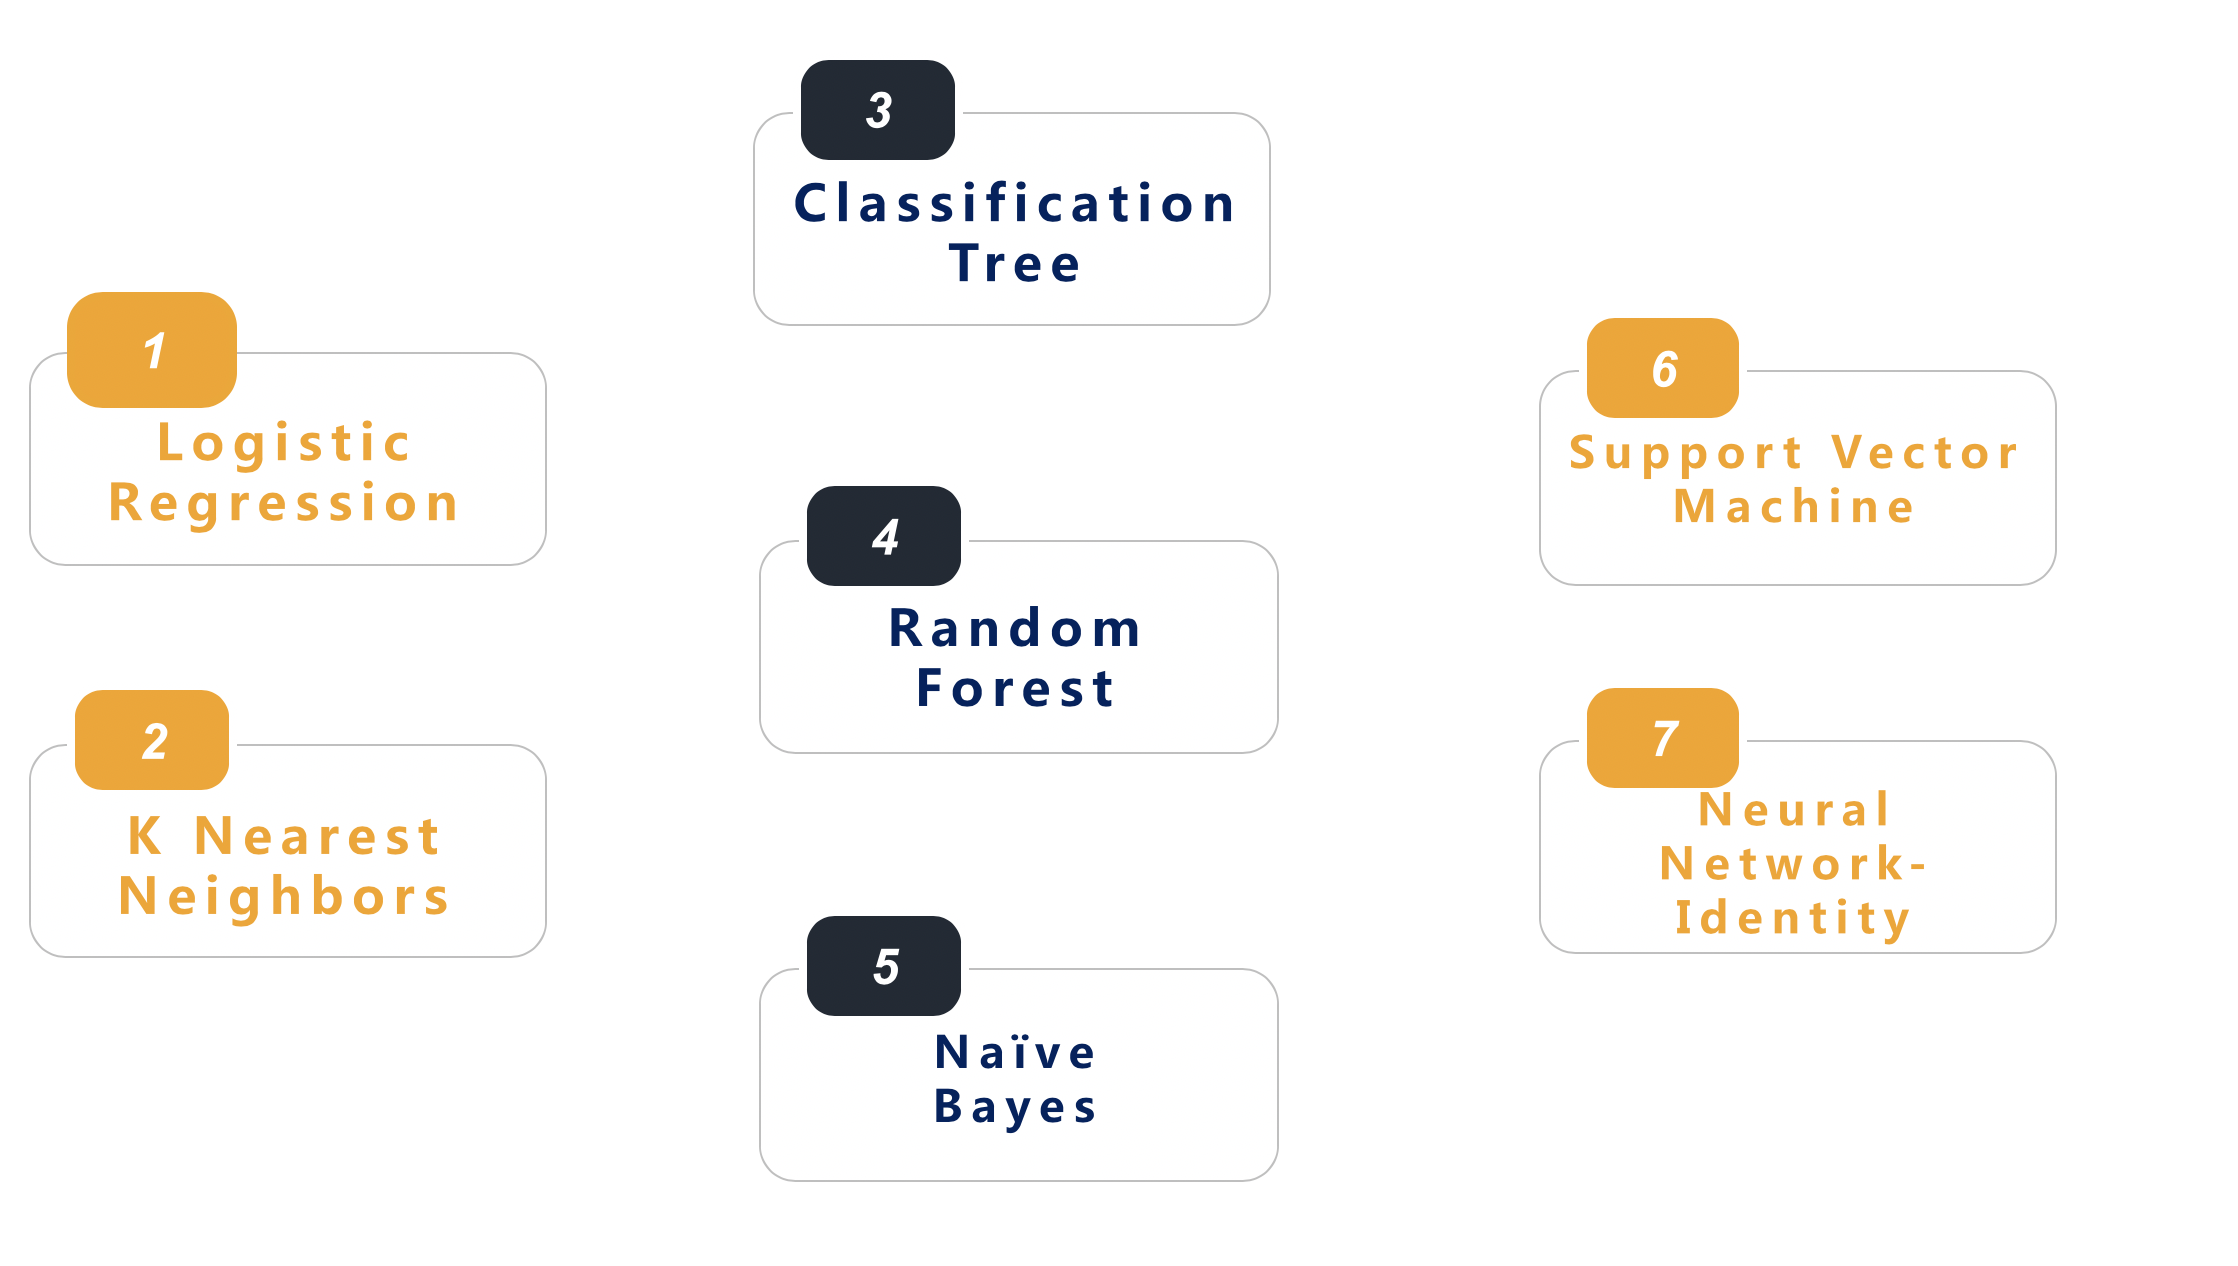 1
Logistic
Regression
2
K Nearest
Neighbors
3
Classification
Tree
4
Random
Forest
5
Naïve
Bayes
6
Support Vector
Machine
7
Neural
Network-
Identity